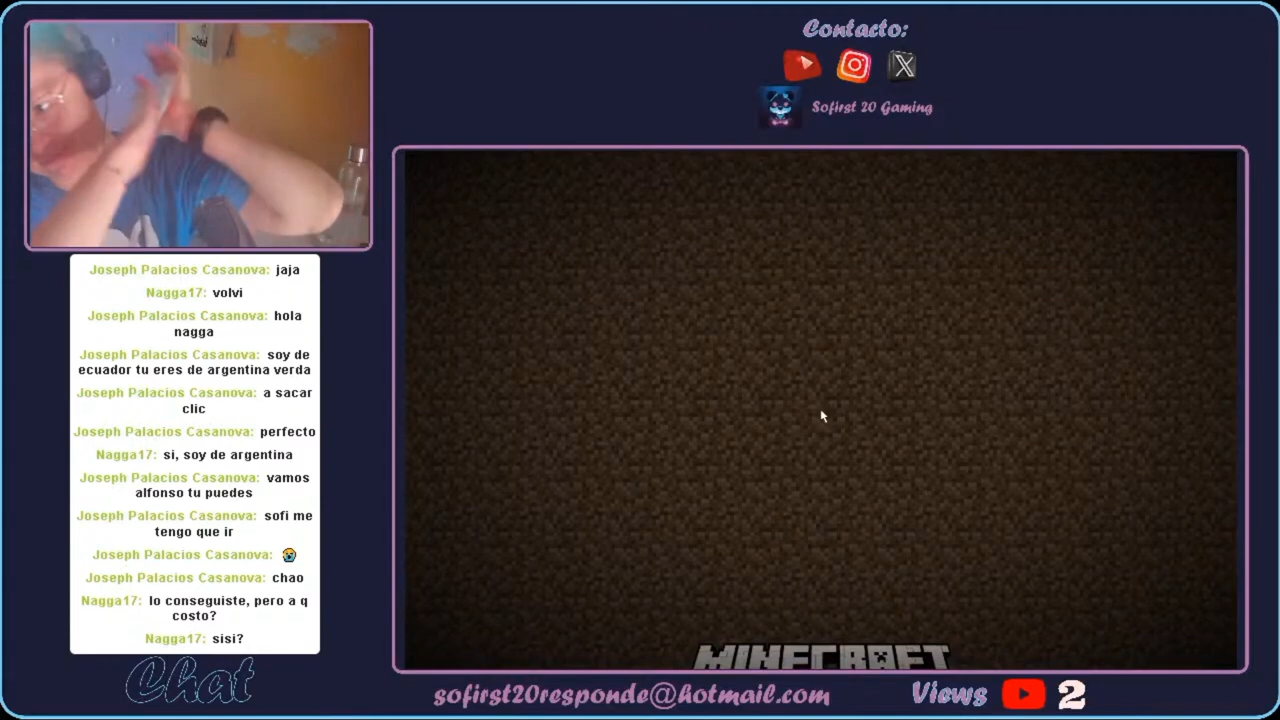 Contacto:
Sofirst 20 Gaming
Joseph Palacios Casanova: jaja
Nagga17: volvi
Joseph Palacios Casanova: hola
nagga
Joseph Palacios Casanova: soy de
ecuador tu eres de argentina verda
Joseph Palacios Casanova: a sacar
clic
Joseph Palacios Casanova: perfecto
Nagga17: si, soy de argentina
Joseph Palacios Casanova: vamos
alfonso tu puedes
Joseph Palacios Casanova: sofi me
tengo que ir
Joseph Palacios Casanova: 😭
Joseph Palacios Casanova: chao
Nagga17: lo conseguiste, pero a q
costo?
Nagga17: sisi?
Chat
MINECRAFT
sofirst20responde@hotmail.com
Views 2